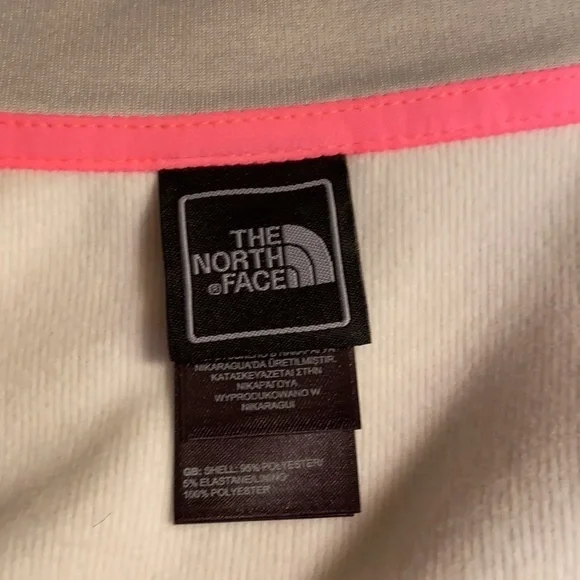 THE
NORTH
®FACE
NIKARAGUA'DA ÜRETILMIŞTIR.
ΚΑΤΑΣΚΕΥΑΖΕΤΑΙ ΣΤΗΝ
ΝΙΚΑΡΑΓΟΥΑ
WYPRODUKOWANO W
NIKARAGUI
GB: SHELL: 95% POLYESTER/
5% ELASTANE/LINING/
100% POLYESTER